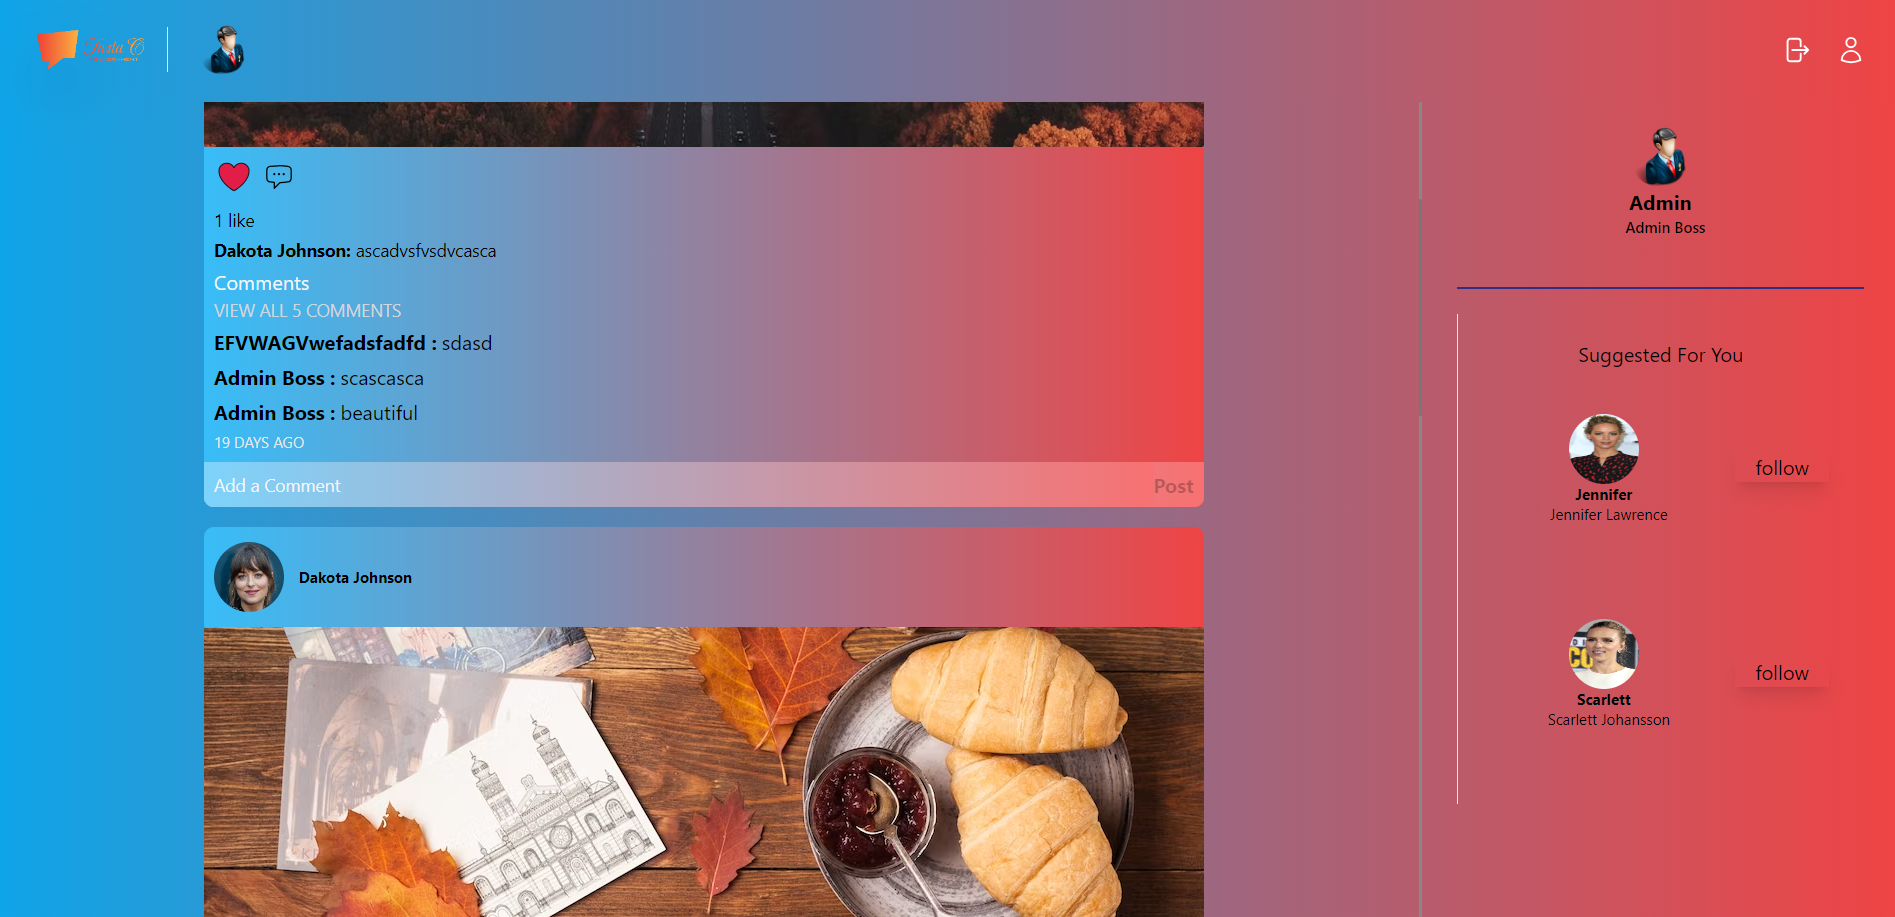 1 like
Dakota Johnson: ascadvsfvsdvcasca
Comments
VIEW ALL 5 COMMENTS
EFVWAGVwefadsfadfd : sdasd
Admin Boss : scascasca
Admin Boss : beautiful
19 DAYS AGO
Add a Comment Post
Dakota Johnson
Admin
Admin Boss
Suggested For You
Jennifer
Jennifer Lawrence
follow
Scarlett
Scarlett Johansson
follow